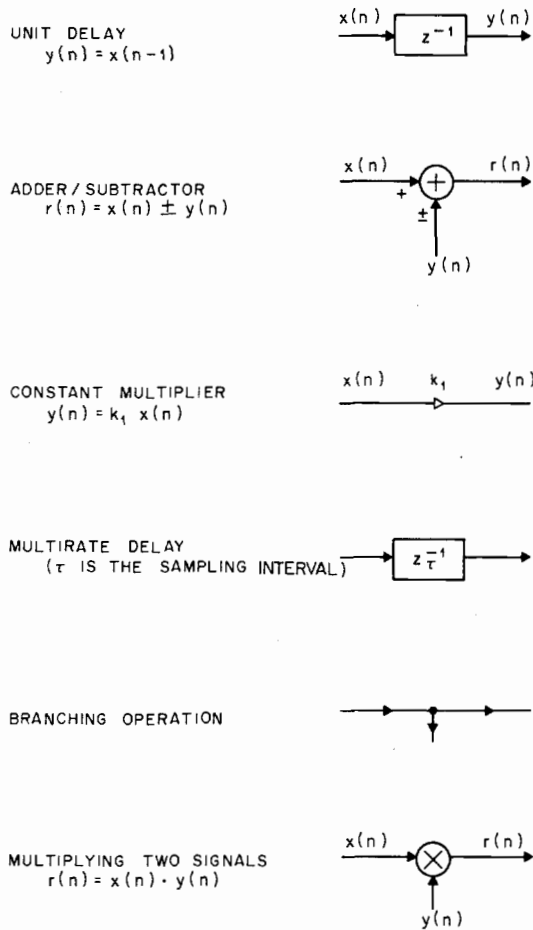 UNIT DELAY
y(n) = x(n-1)
x(n) z⁻¹ y(n)
ADDER/SUBTRACTOR
r(n) = x(n) ± y(n)
x(n) + r(n)
+
±
y(n)
CONSTANT MULTIPLIER
y(n) = k₁ x(n)
x(n) k₁ y(n)
MULTIRATE DELAY
(τ IS THE SAMPLING INTERVAL)
z τ⁻¹
BRANCHING OPERATION
MULTIPLYING TWO SIGNALS
r(n) = x(n) · y(n)
x(n) × r(n)
y(n)